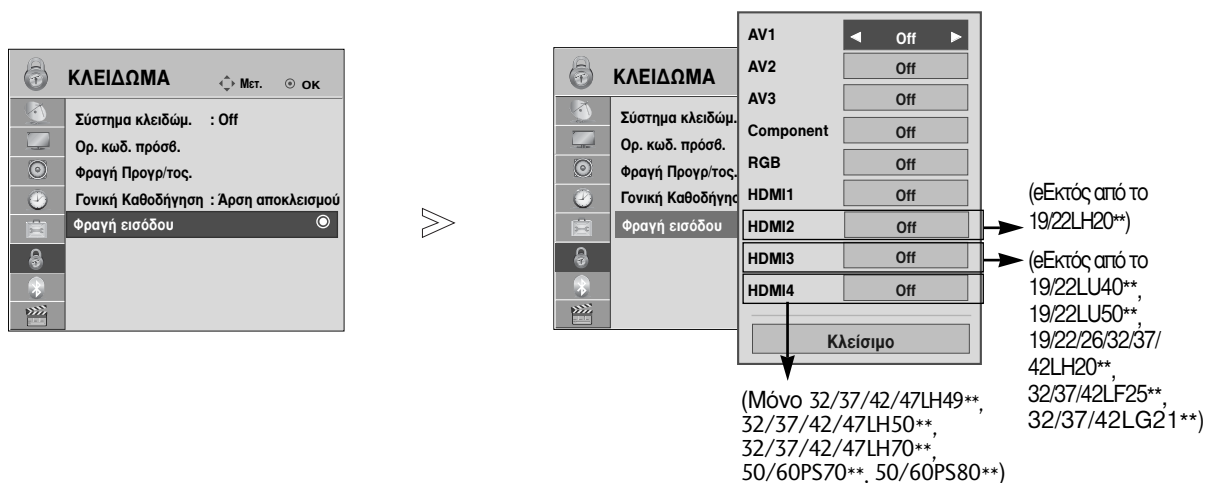 ΚΛΕΙΔΩΜΑ Μετ. OK
Σύστημα κλειδώμ. : Off
Ορ. κωδ. πρόσβ.
Φραγή Προγρ/τος.
Γονική Καθοδήγηση : Άρση αποκλεισμού
Φραγή εισόδου
ΚΛΕΙΔΩΜΑ
Σύστημα κλειδώμ.
Ορ. κωδ. πρόσβ.
Φραγή Προγρ/τος.
Γονική Καθοδήγησ
Φραγή εισόδου
AV1 ◄ Off ►
AV2 Off
AV3 Off
Component Off
RGB Off
HDMI1 Off
HDMI2 Off
HDMI3 Off
HDMI4 Off
Κλείσιμο
(eΕκτός από το
19/22LH20**)
(eΕκτός από το
19/22LU40**,
19/22LU50**,
19/22/26/32/37/
42LH20**,
32/37/42LF25**,
32/37/42LG21**)
(Μόνο 32/37/42/47LH49**,
32/37/42/47LH50**,
32/37/42/47LH70**,
50/60PS70**, 50/60PS80**)